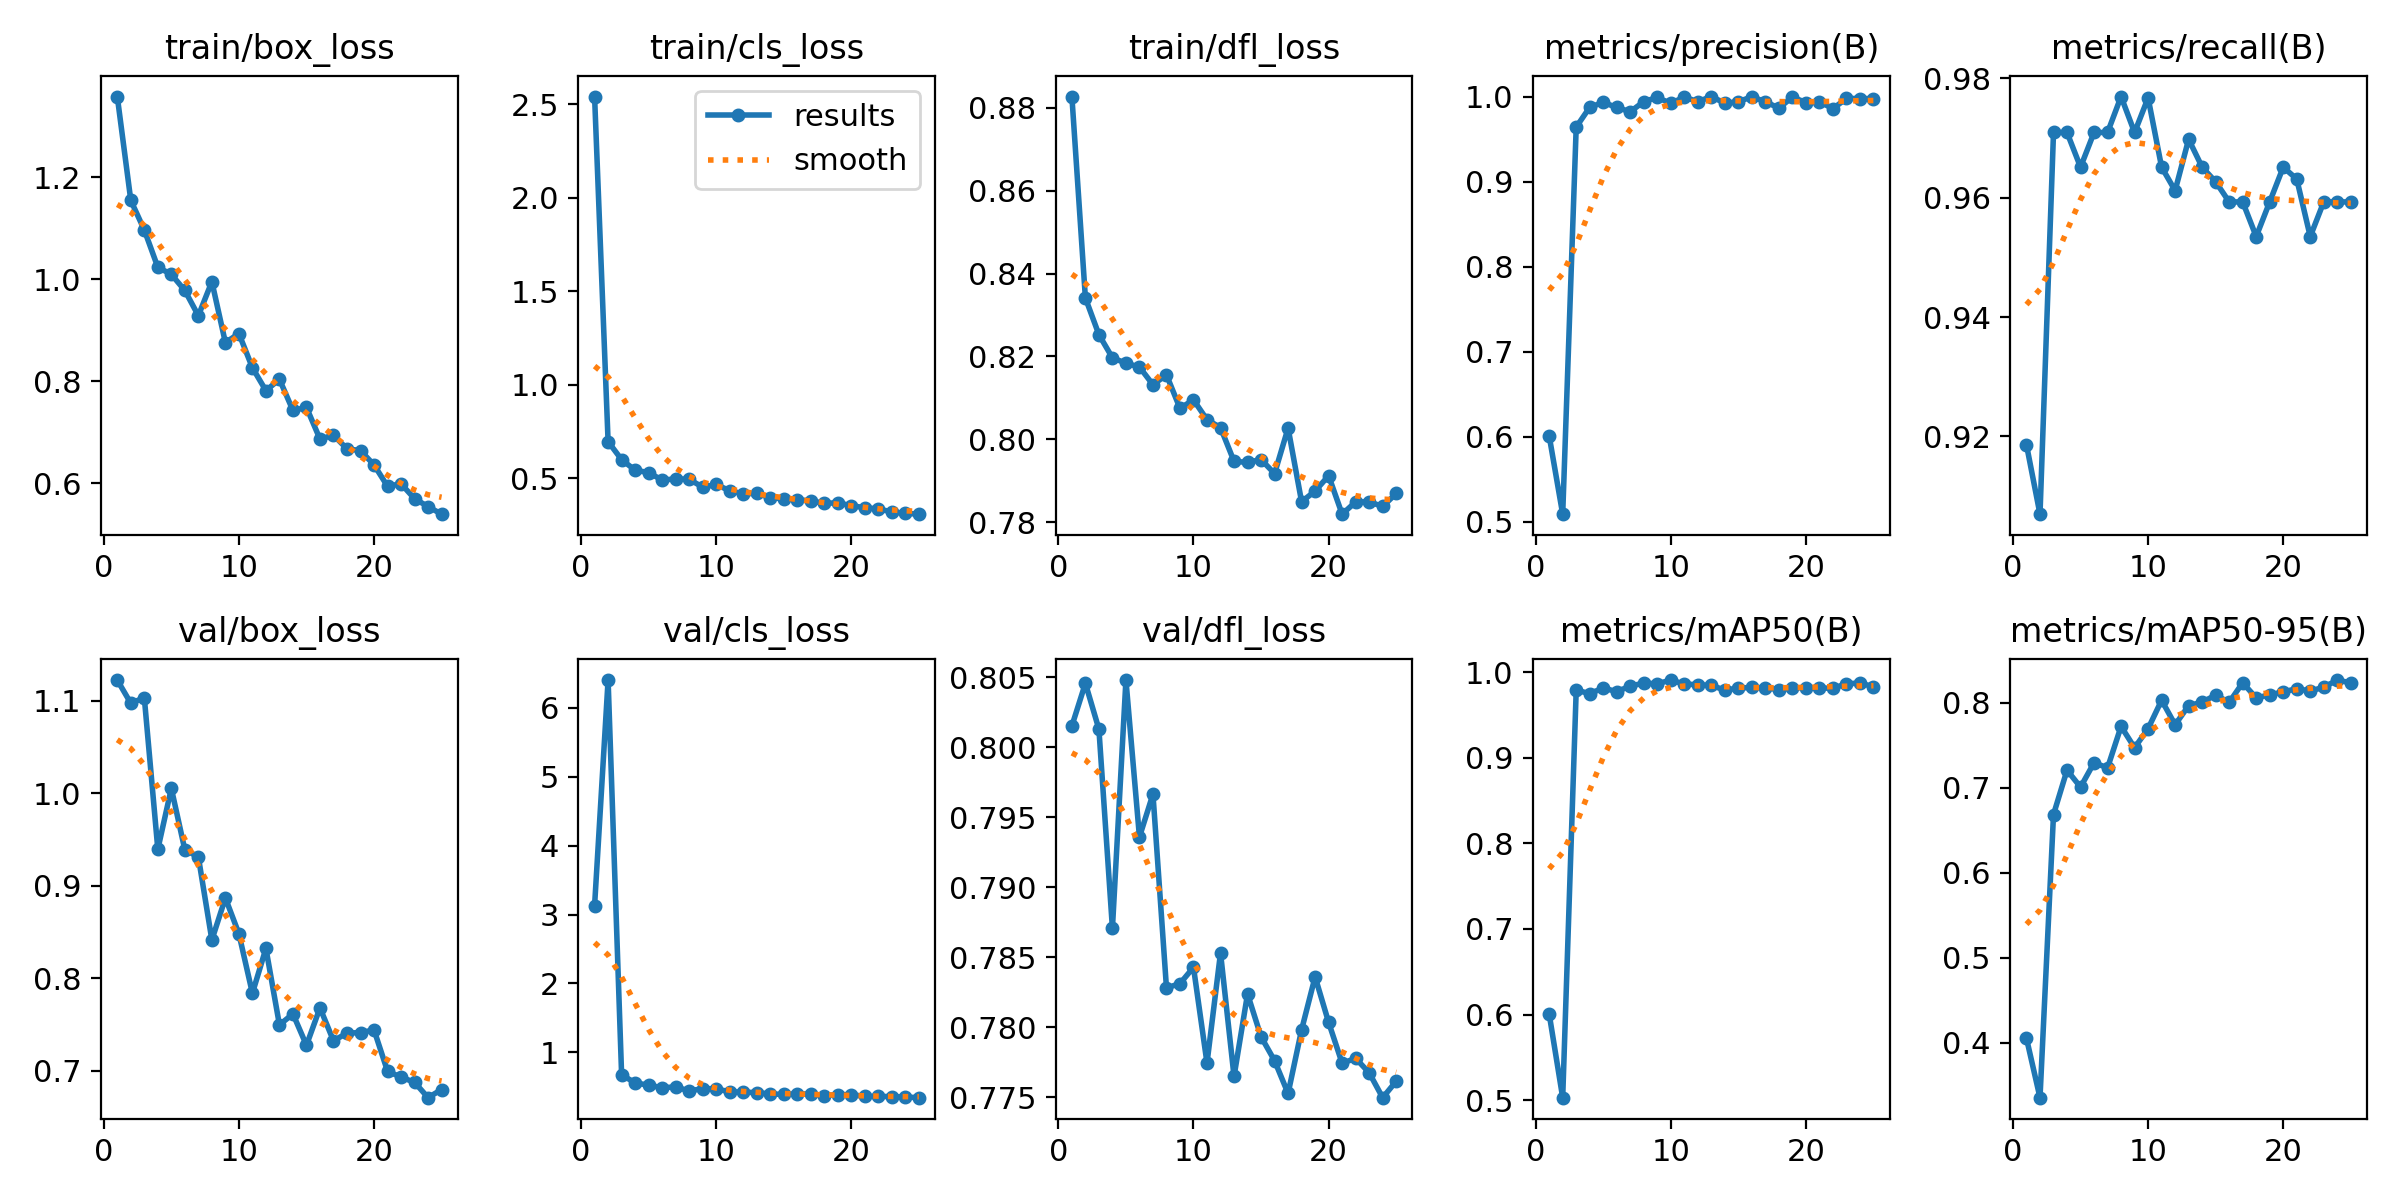 train/box_loss
1.2
1.0
0.8
0.6
0 10 20
train/cls_loss
results
smooth
2.5
2.0
1.5
1.0
0.5
0 10 20
train/dfl_loss
0.88
0.86
0.84
0.82
0.80
0.78
0 10 20
metrics/precision(B)
1.0
0.9
0.8
0.7
0.6
0.5
0 10 20
metrics/recall(B)
0.98
0.96
0.94
0.92
0 10 20
val/box_loss
1.1
1.0
0.9
0.8
0.7
0 10 20
val/cls_loss
6
5
4
3
2
1
0 10 20
val/dfl_loss
0.805
0.800
0.795
0.790
0.785
0.780
0.775
0 10 20
metrics/mAP50(B)
1.0
0.9
0.8
0.7
0.6
0.5
0 10 20
metrics/mAP50-95(B)
0.8
0.7
0.6
0.5
0.4
0 10 20